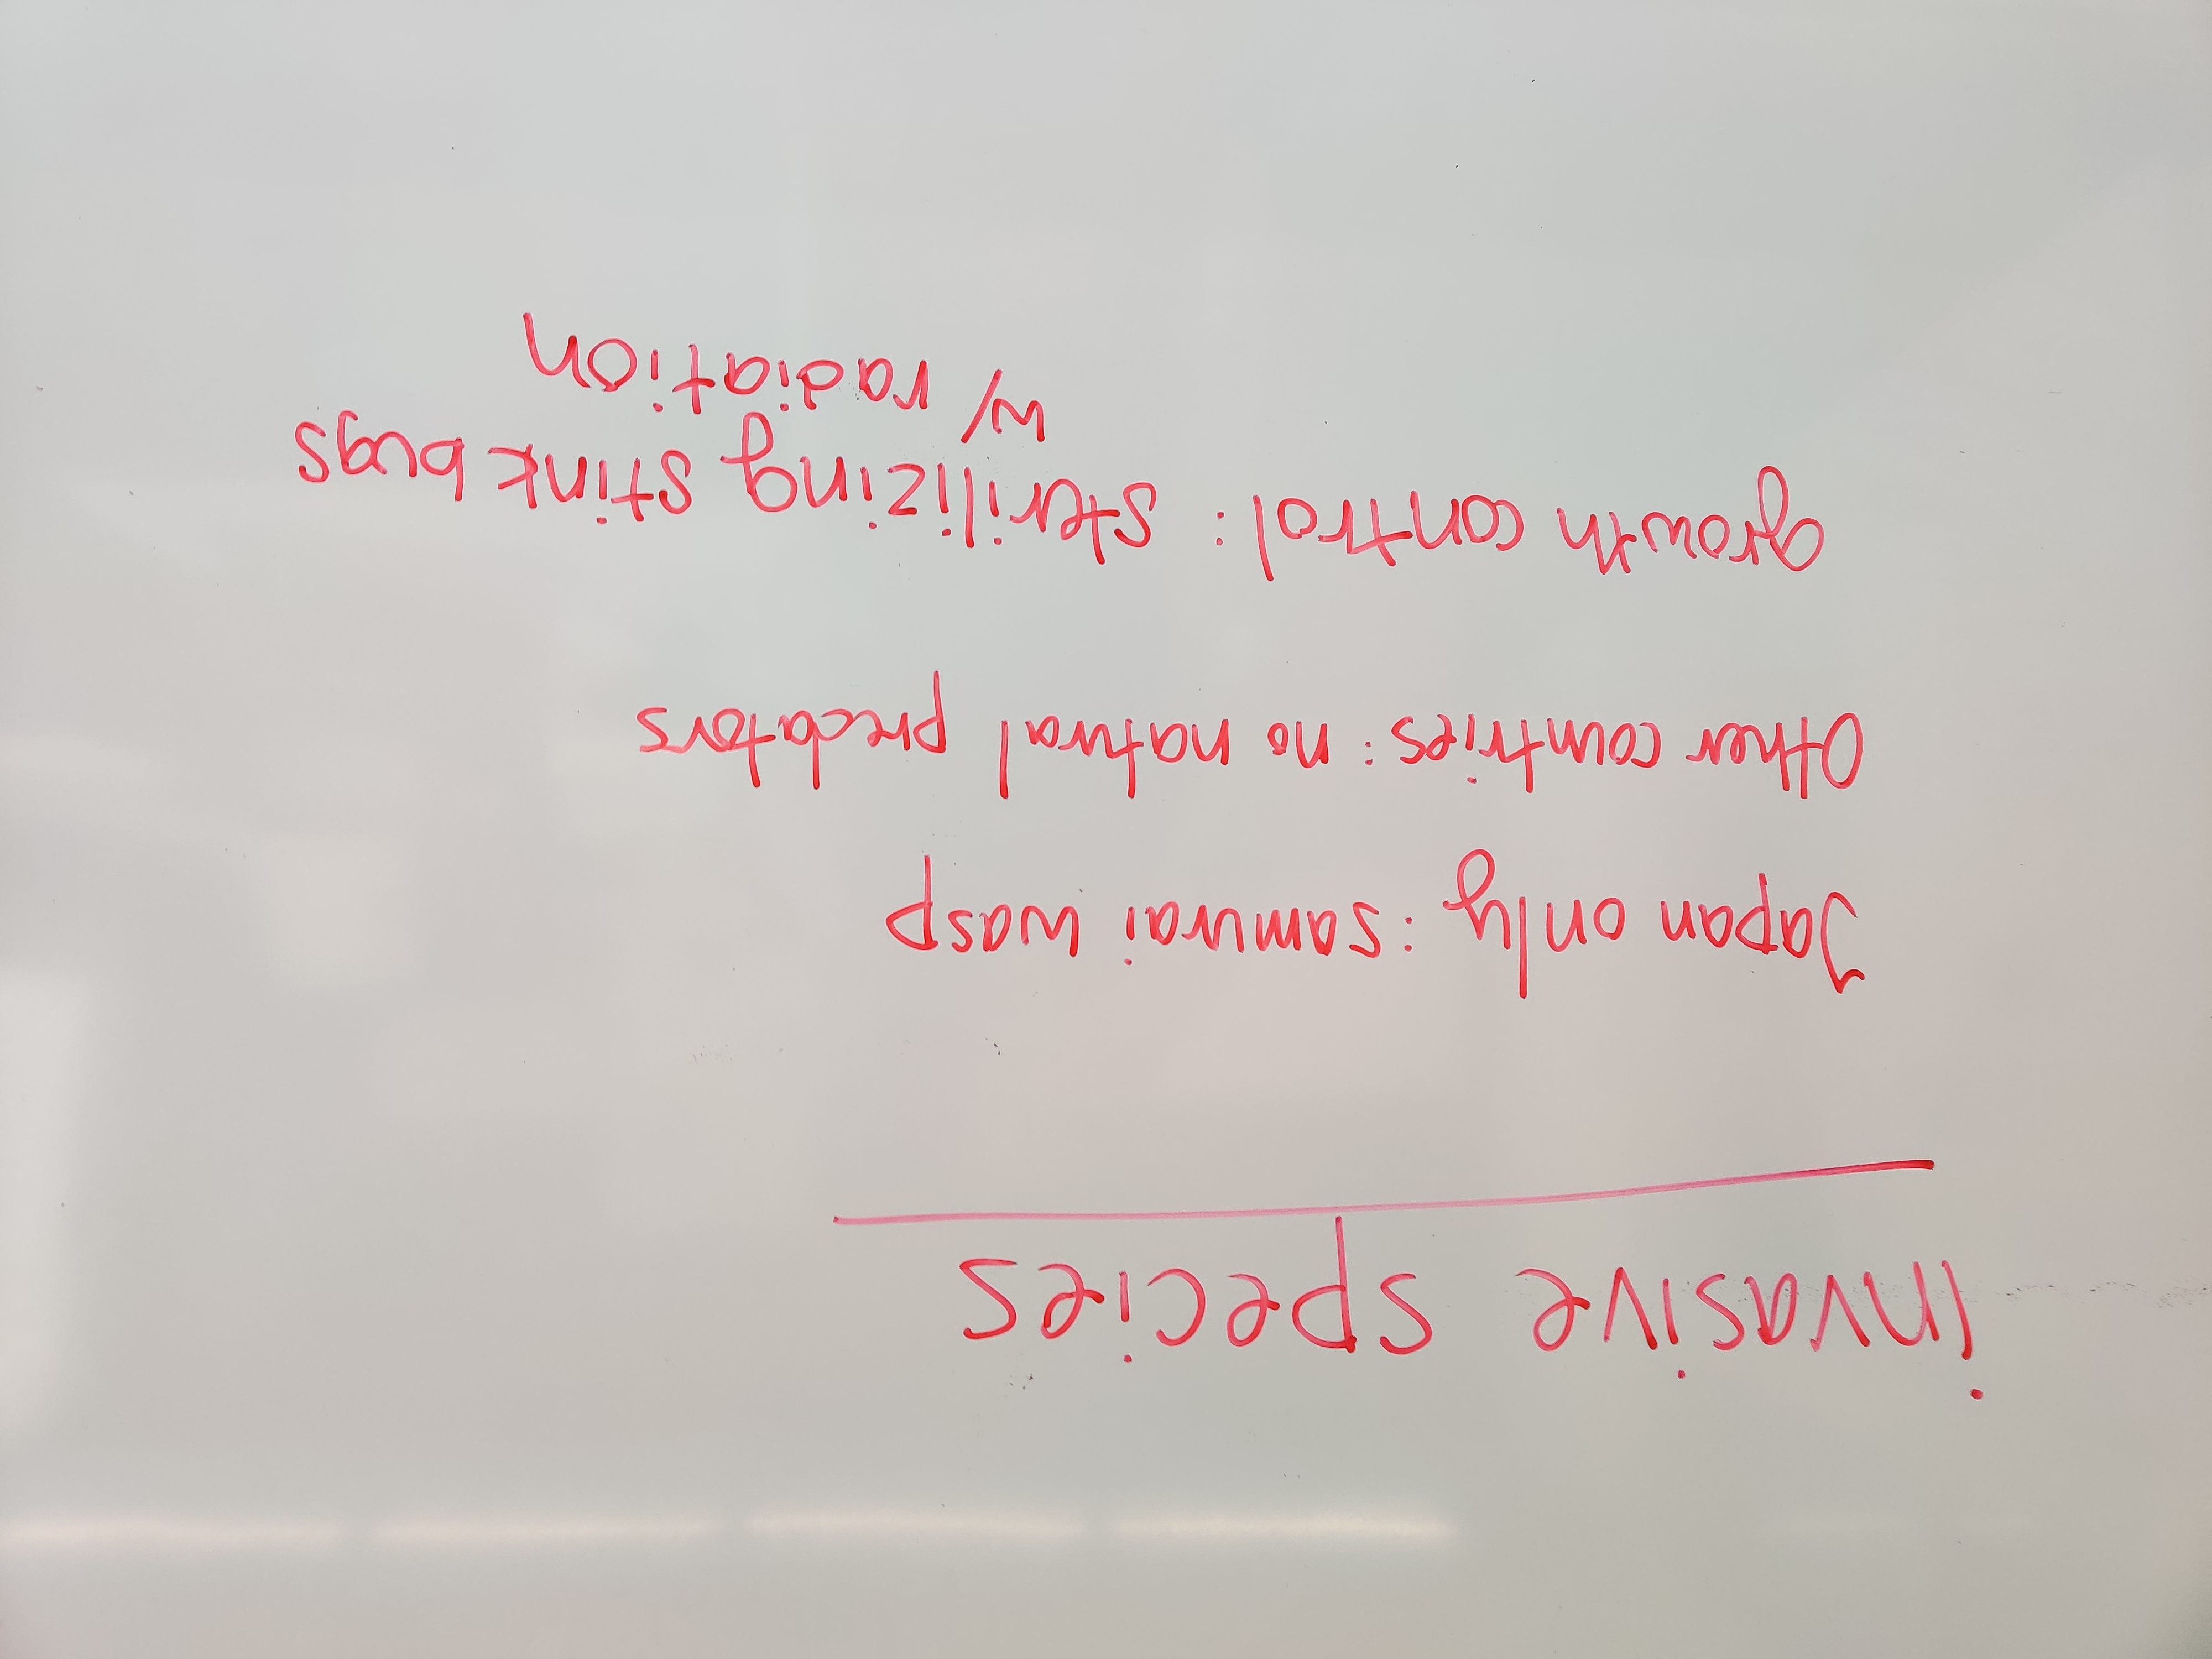 invasive species
Japan only: samurai wasp
Other countries: no natural predators
growth control: sterilizing stink bugs
w/ radiation